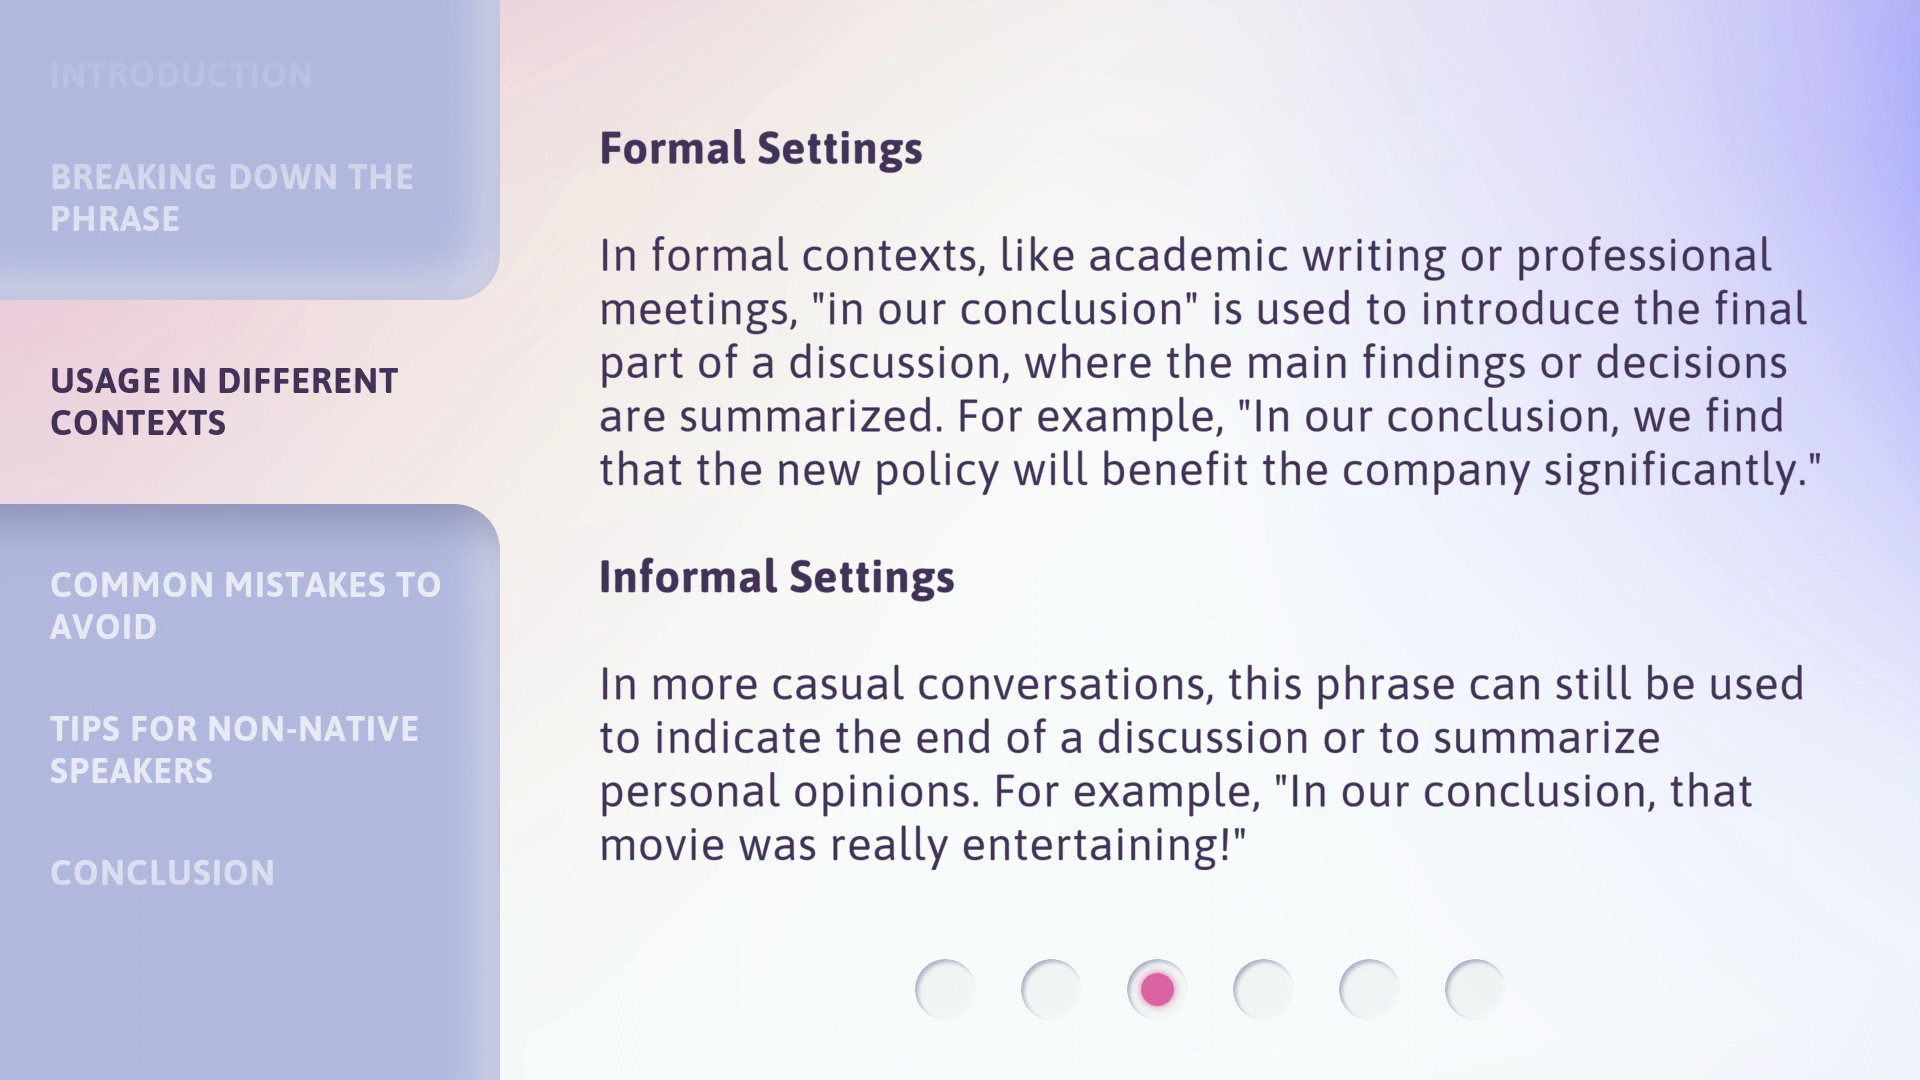 INTRODUCTION
BREAKING DOWN THE
PHRASE
USAGE IN DIFFERENT
CONTEXTS
COMMON MISTAKES TO
AVOID
TIPS FOR NON-NATIVE
SPEAKERS
CONCLUSION
Formal Settings
In formal contexts, like academic writing or professional
meetings, "in our conclusion" is used to introduce the final
part of a discussion, where the main findings or decisions
are summarized. For example, "In our conclusion, we find
that the new policy will benefit the company significantly."
Informal Settings
In more casual conversations, this phrase can still be used
to indicate the end of a discussion or to summarize
personal opinions. For example, "In our conclusion, that
movie was really entertaining!"